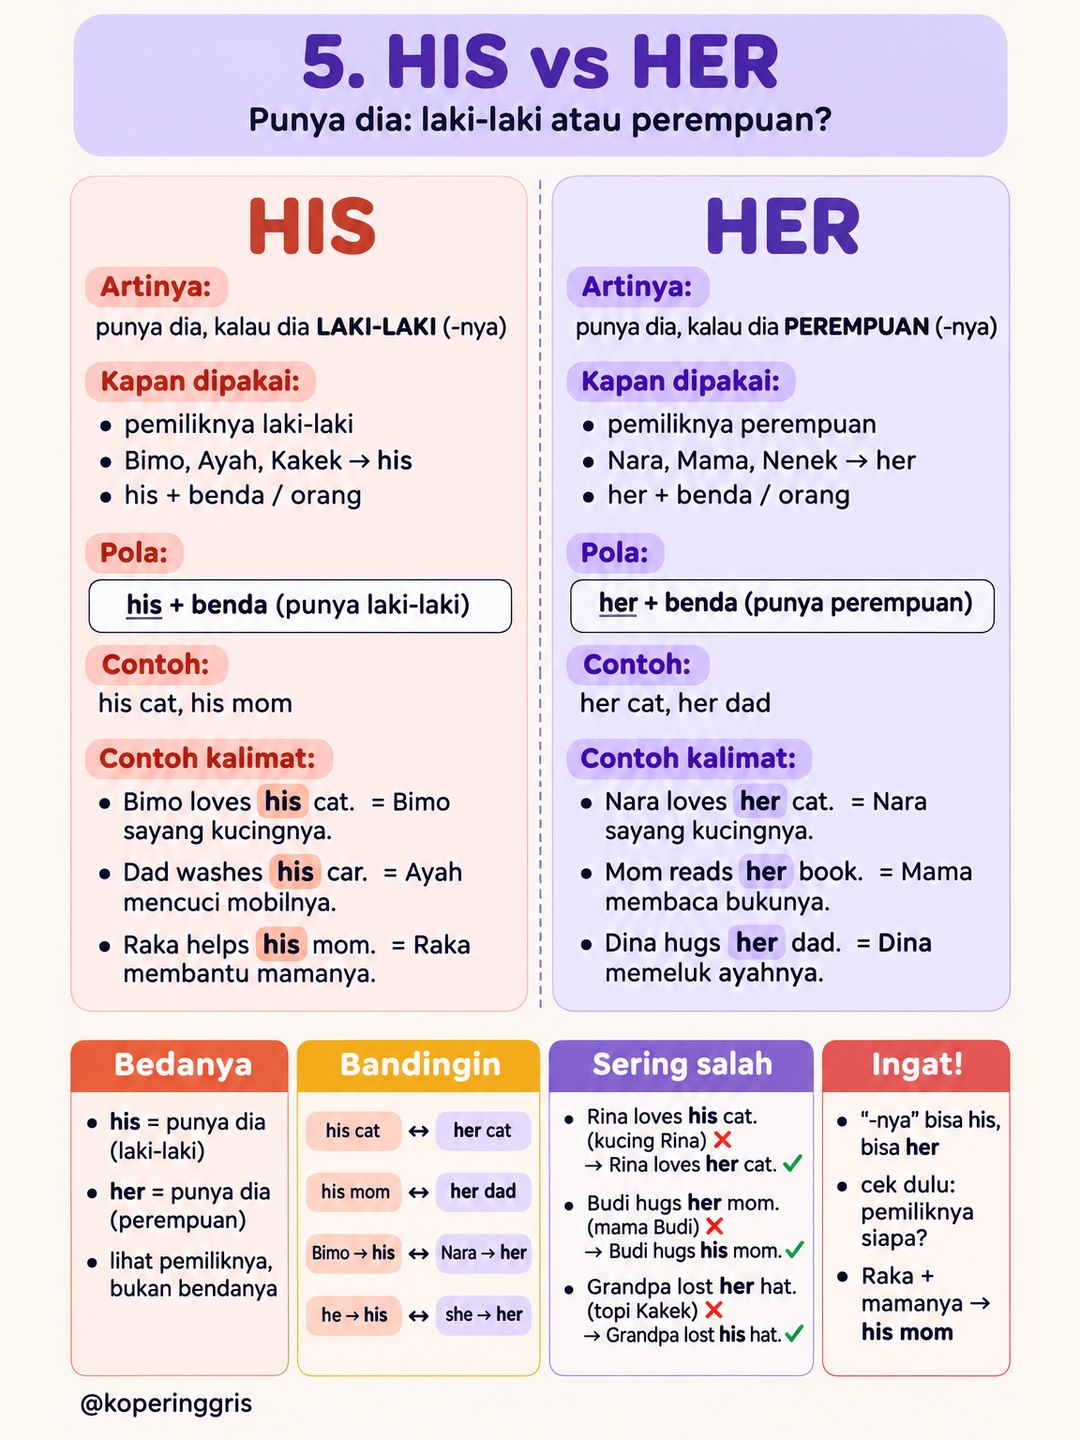 5. HIS vs HER
Punya dia: laki-laki atau perempuan?
HIS
Artinya:
punya dia, kalau dia LAKI-LAKI (-nya)
Kapan dipakai:
• pemiliknya laki-laki
• Bimo, Ayah, Kakek → his
• his + benda / orang
Pola:
his + benda (punya laki-laki)
Contoh:
his cat, his mom
Contoh kalimat:
• Bimo loves his cat. = Bimo
sayang kucingnya.
• Dad washes his car. = Ayah
mencuci mobilnya.
• Raka helps his mom. = Raka
membantu mamanya.
HER
Artinya:
punya dia, kalau dia PEREMPUAN (-nya)
Kapan dipakai:
• pemiliknya perempuan
• Nara, Mama, Nenek → her
• her + benda / orang
Pola:
her + benda (punya perempuan)
Contoh:
her cat, her dad
Contoh kalimat:
• Nara loves her cat. = Nara
sayang kucingnya.
• Mom reads her book. = Mama
membaca bukunya.
• Dina hugs her dad. = Dina
memeluk ayahnya.
Bedanya
• his = punya dia
(laki-laki)
• her = punya dia
(perempuan)
• lihat pemiliknya,
bukan bendanya
Bandingin
his cat ↔ her cat
his mom ↔ her dad
Bimo → his ↔ Nara → her
he → his ↔ she → her
Sering salah
• Rina loves his cat.
(kucing Rina) ❌
→ Rina loves her cat. ✓
• Budi hugs her mom.
(mama Budi) ❌
→ Budi hugs his mom. ✓
• Grandpa lost her hat.
(topi Kakek) ❌
→ Grandpa lost his hat. ✓
Ingat!
• "-nya" bisa his,
bisa her
• cek dulu:
pemiliknya
siapa?
• Raka +
mamanya →
his mom
@koperinggris